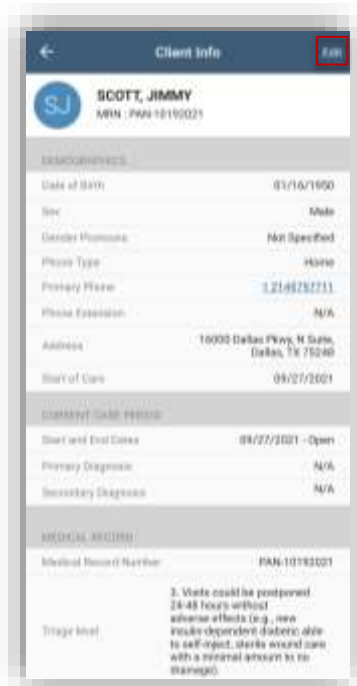 Client Info Edit
SJ
SCOTT, JIMMY
MRN : PAN-10192021
DEMOGRAPHICS
Date of Birth 01/16/1950
Sex Male
Gender Pronouns Not Specified
Phone Type Home
Primary Phone
Phone Extension N/A
Address 16000 Dallas Pkwy, N Suite,
Dallas, TX 75248
Start of Care 09/27/2021
CURRENT CARE PERIOD
Start and End Dates 09/27/2021 - Open
Primary Diagnosis N/A
Secondary Diagnosis N/A
MEDICAL RECORD
Medical Record Number PAN-10192021
Triage level 3. Visits could be postponed
24-48 hours without
adverse effects (e.g., new
insulin-dependent diabetic able
to self-inject, sterile wound care
with a minimal amount to no
drainage).